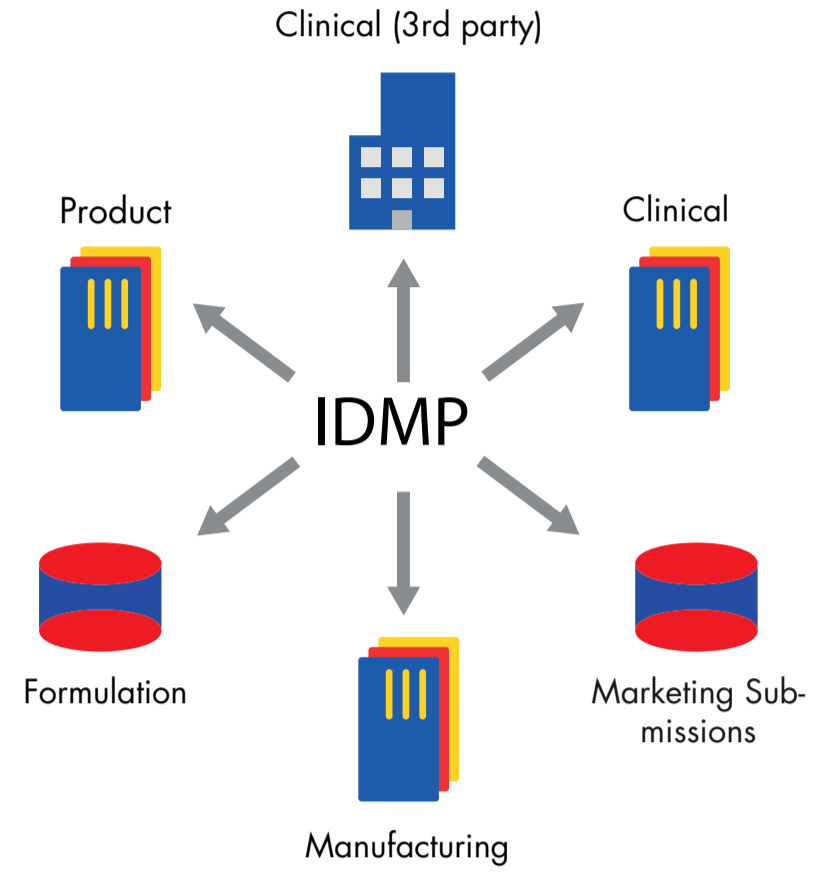 Clinical (3rd party)
Product
Clinical
IDMP
Formulation
Marketing Sub-
missions
Manufacturing